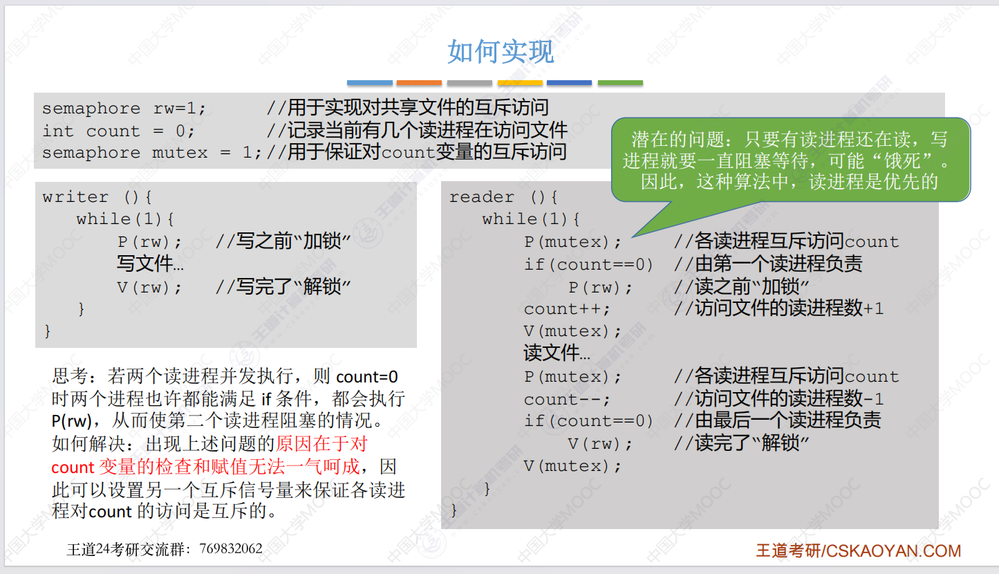 如何实现
semaphore rw=1; //用于实现对共享文件的互斥访问
int count = 0; //记录当前有几个读进程在访问文件
semaphore mutex = 1; //用于保证对count变量的互斥访问
潜在的问题：只要有读进程还在读，写
进程就要一直阻塞等待，可能“饿死”。
因此，这种算法中，读进程是优先的
writer (){
while(1){
P(rw); //写之前“加锁”
写文件…
V(rw); //写完了“解锁”
}
}
reader (){
while(1){
P(mutex); //各读进程互斥访问count
if(count==0) //由第一个读进程负责
P(rw); //读之前“加锁”
count++; //访问文件的读进程数+1
V(mutex);
读文件…
P(mutex); //各读进程互斥访问count
count--; //访问文件的读进程数-1
if(count==0) //由最后一个读进程负责
V(rw); //读完了“解锁”
V(mutex);
}
}
思考：若两个读进程并发执行，则 count=0
时两个进程也许都能满足 if 条件，都会执行
P(rw)，从而使第二个读进程阻塞的情况。
如何解决：出现上述问题的原因在于对
count 变量的检查和赋值无法一气呵成，因
此可以设置另一个互斥信号量来保证各读进
程对count 的访问是互斥的。
王道24考研交流群：769832062
王道考研/CSKAOYAN.COM
中国大学MOOC
王道计算机考研
www.cskaoyan.com